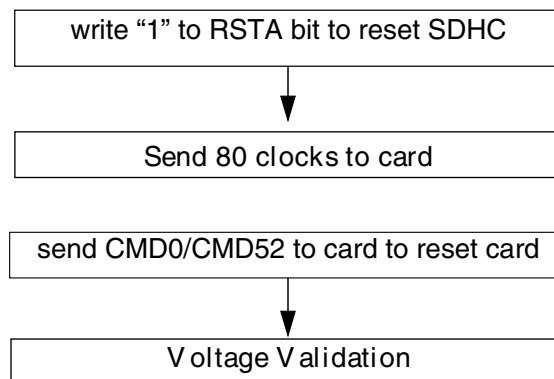 write “1” to RSTA bit to reset SDHC
Send 80 clocks to card
send CMD0/CMD52 to card to reset card
Voltage Validation